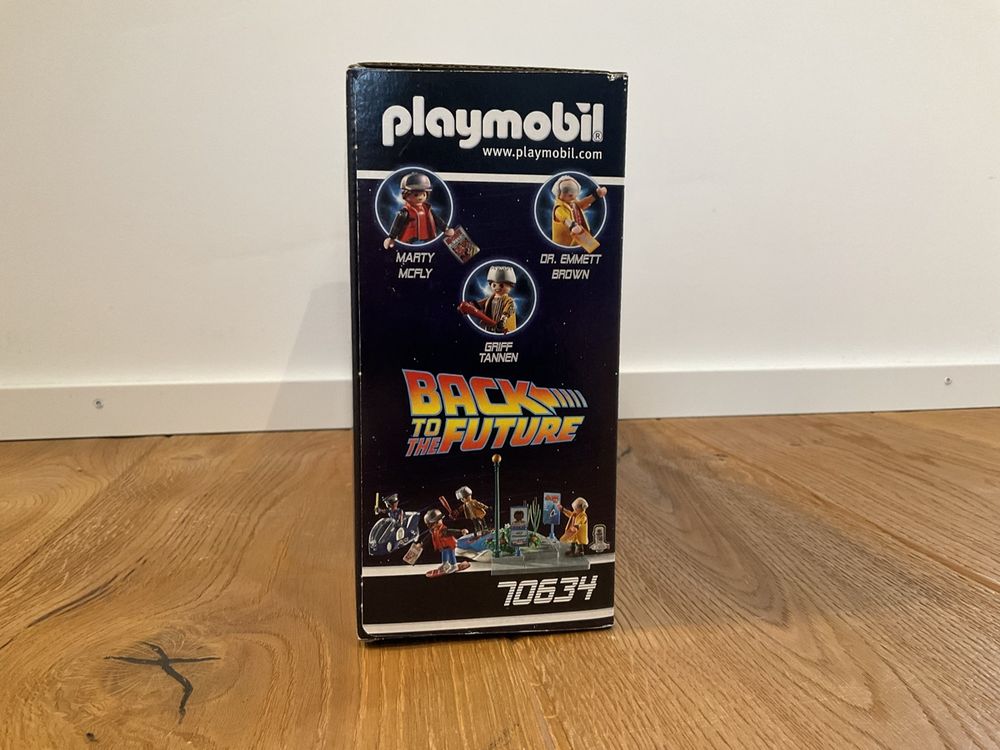 playmobil®
www.playmobil.com
MARTY
MCFLY
DR. EMMETT
BROWN
GRIFF
TANNEN
BACK
TO
THE FUTURE
70634